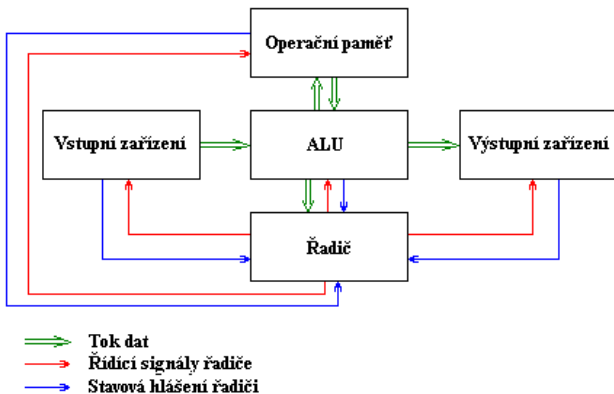 Operační paměť
Vstupní zařízení
ALU
Výstupní zařízení
Řadič
Tok dat
Řídící signály řadiče
Stavová hlášení řadiči